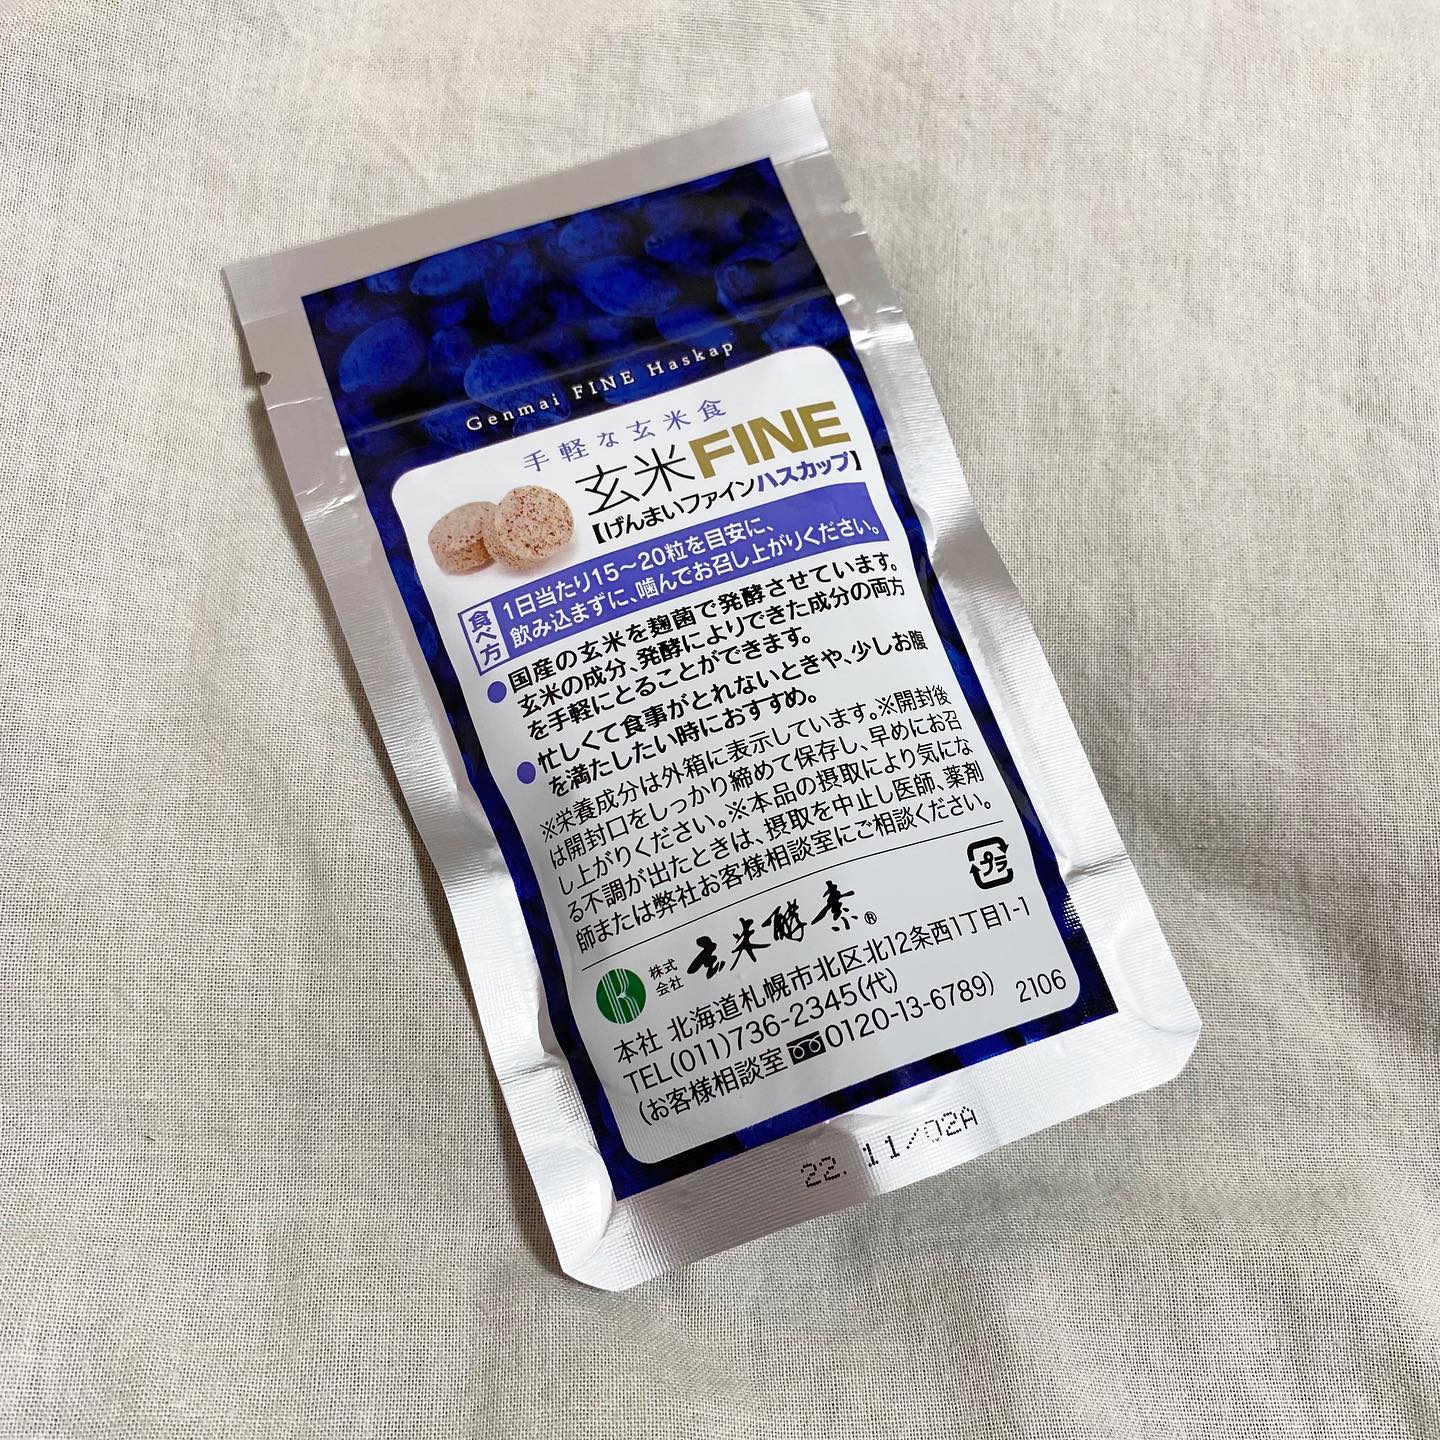 Genmai FINE Haskap
手軽な玄米食
玄米FINE
【げんまいファインハスカップ】
食べ方
1日当たり15～20粒を目安に、
飲み込まずに、噛んでお召し上がりください。
●国産の玄米を麹菌で発酵させています。
玄米の成分、発酵によりできた成分の両方
を手軽にとることができます。
●忙しくて食事がとれないときや、少しお腹
を満たしたい時におすすめ。
※栄養成分は外箱に表示しています。※開封後
は開封口をしっかり締めて保存し、早めにお召
し上がりください。※本品の摂取により気にな
る不調が出たときは、摂取を中止し医師、薬剤
師または弊社お客様相談室にご相談ください。
プラ
株式会社 玄米酵素®
本社 北海道札幌市北区北12条西1丁目1-1
TEL(011)736-2345(代)
(お客様相談室 0120-13-6789) 2106
22.11/02A